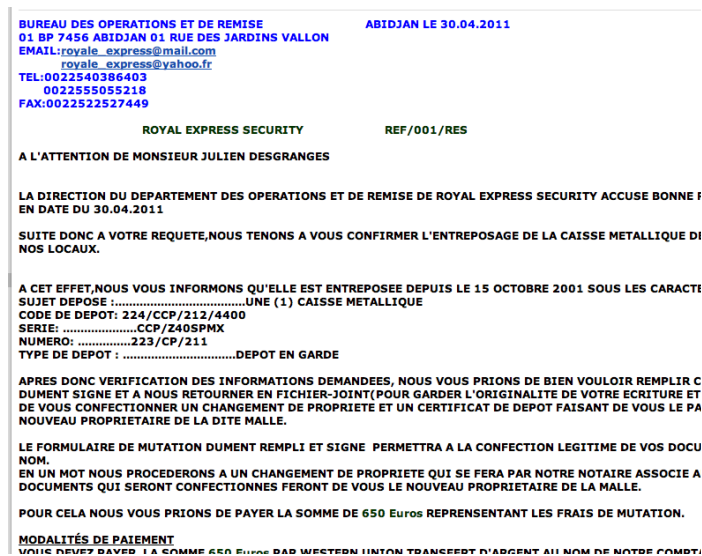 BUREAU DES OPERATIONS ET DE REMISE ABIDJAN LE 30.04.2011
01 BP 7456 ABIDJAN 01 RUE DES JARDINS VALLON
EMAIL:royale_express@mail.com
royale_express@yahoo.fr
TEL:0022540386403
0022555055218
FAX:0022522527449
ROYAL EXPRESS SECURITY REF/001/RES
A L'ATTENTION DE MONSIEUR JULIEN DESGRANGES
LA DIRECTION DU DEPARTEMENT DES OPERATIONS ET DE REMISE DE ROYAL EXPRESS SECURITY ACCUSE BONNE
EN DATE DU 30.04.2011
SUITE DONC A VOTRE REQUETE,NOUS TENONS A VOUS CONFIRMER L'ENTREPOSAGE DE LA CAISSE METALLIQUE
NOS LOCAUX.
A CET EFFET,NOUS VOUS INFORMONS QU'ELLE EST ENTREPOSEE DEPUIS LE 15 OCTOBRE 2001 SOUS LES CARACTE
SUJET DEPOSE :.....................................UNE (1) CAISSE METALLIQUE
CODE DE DEPOT: 224/CCP/212/4400
SERIE: .....................CCP/Z40SPMX
NUMERO: ...............223/CP/211
TYPE DE DEPOT : ...............................DEPOT EN GARDE
APRES DONC VERIFICATION DES INFORMATIONS DEMANDEES, NOUS VOUS PRIONS DE BIEN VOULOIR REMPLIR C
DUMENT SIGNE ET A NOUS RETOURNER EN FICHIER-JOINT(POUR GARDER L'ORIGINALITE DE VOTRE ECRITURE ET
DE VOUS CONFECTIONNER UN CHANGEMENT DE PROPRIETE ET UN CERTIFICAT DE DEPOT FAISANT DE VOUS LE PA
NOUVEAU PROPRIETAIRE DE LA DITE MALLE.
LE FORMULAIRE DE MUTATION DUMENT REMPLI ET SIGNE PERMETTRA A LA CONFECTION LEGITIME DE VOS DOCU
NOM.
EN UN MOT NOUS PROCEDERONS A UN CHANGEMENT DE PROPRIETE QUI SE FERA PAR NOTRE NOTAIRE ASSOCIE A
DOCUMENTS QUI SERONT CONFECTIONNES FERONT DE VOUS LE NOUVEAU PROPRIETAIRE DE LA MALLE.
POUR CELA NOUS VOUS PRIONS DE PAYER LA SOMME DE 650 Euros REPRENSENTANT LES FRAIS DE MUTATION.
MODALITÉS DE PAIEMENT
VOUS DEVEZ PAYER LA SOMME 650 Euros PAR WESTERN UNION TRANSFERT D'ARGENT AU NOM DE NOTRE COMPTA